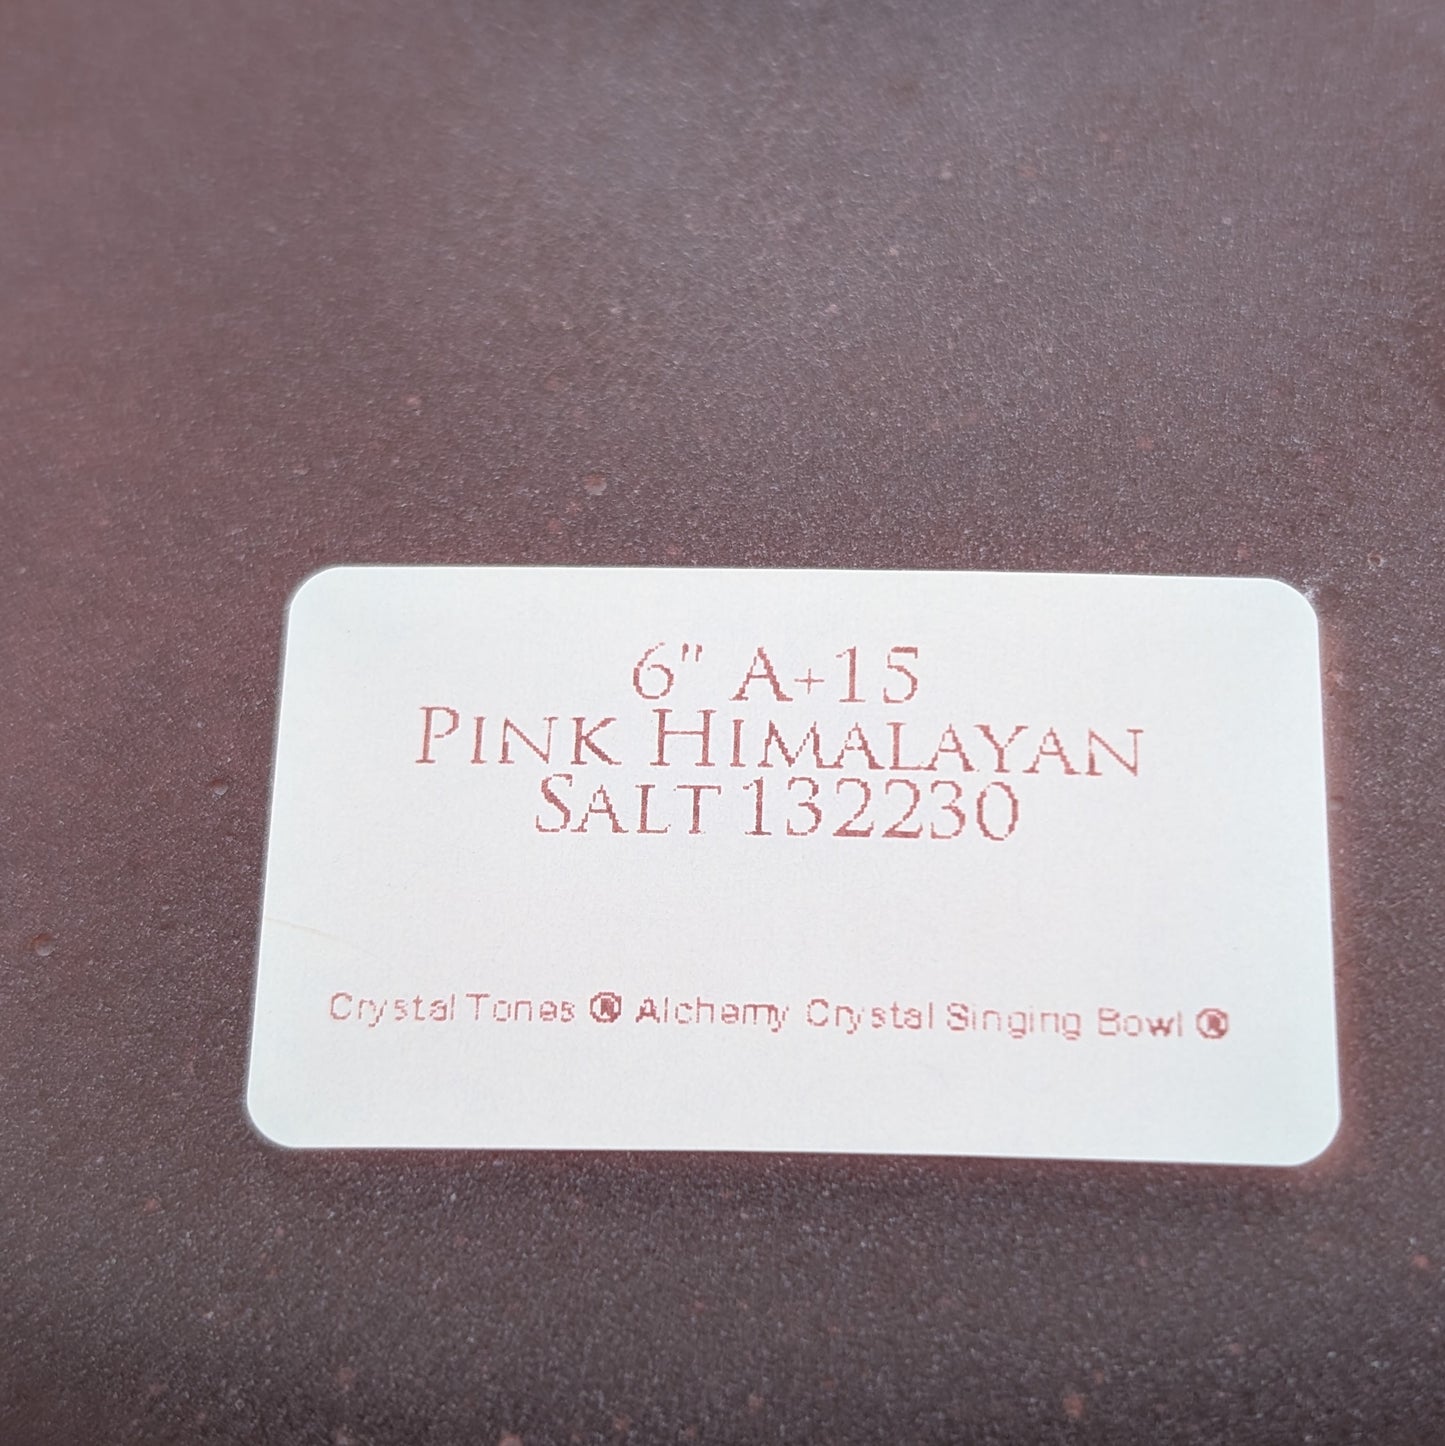 6" A+15
PINK HIMALAYAN
SALT 132230
Crystal Tones ® Alchemy Crystal Singing Bowl ®